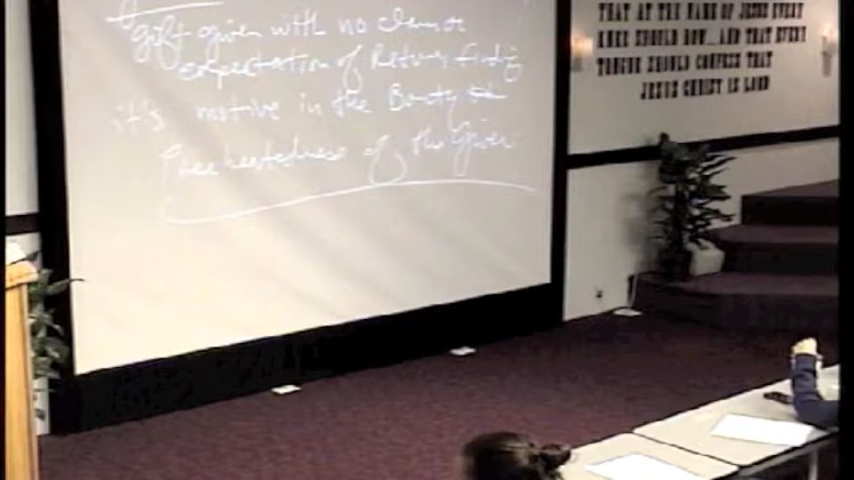 gift given with no claim or
expectation of Return finding
it's motive in the Bounty or
freeheartedness of the Giver
THAT AT THE NAME OF JESUS EVERY
KNEE SHOULD BOW ... AND THAT EVERY
TONGUE SHOULD CONFESS THAT
JESUS CHRIST IS LORD